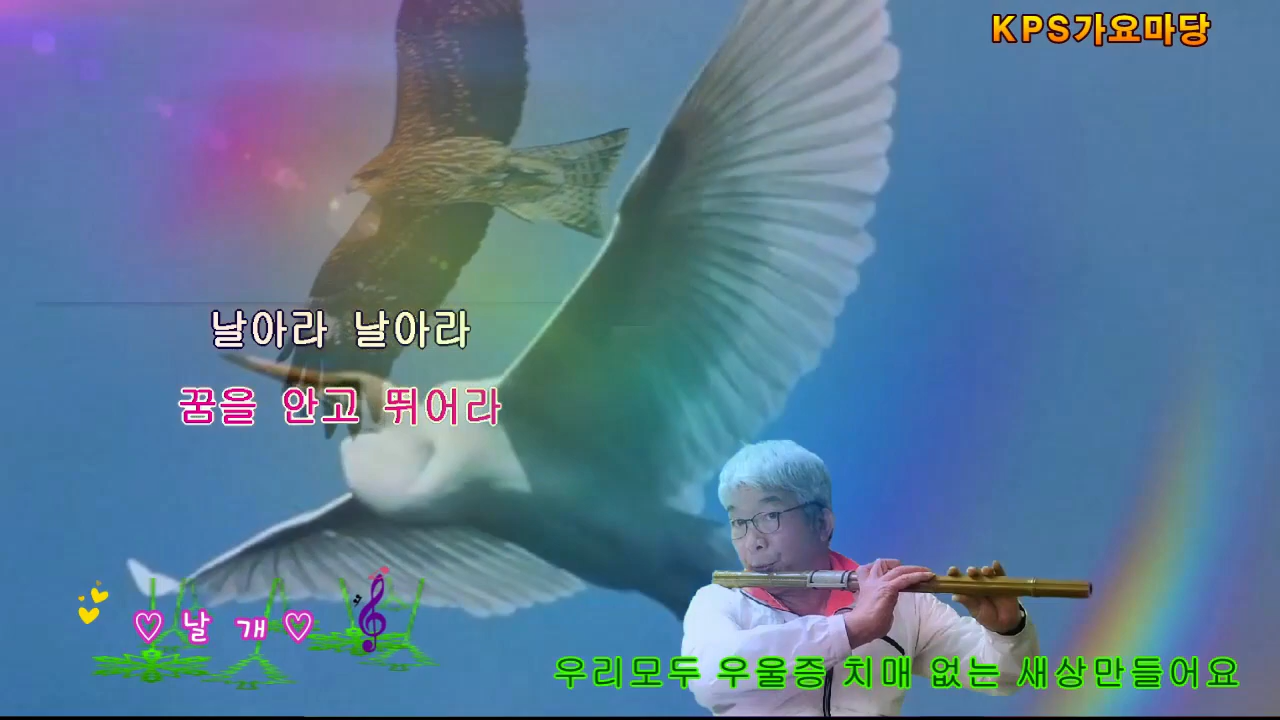 KPS가요마당
날아라 날아라
꿈을 안고 뛰어라
♡ 날 개 ♡
우리모두 우울증 치매 없는 새상만들어요